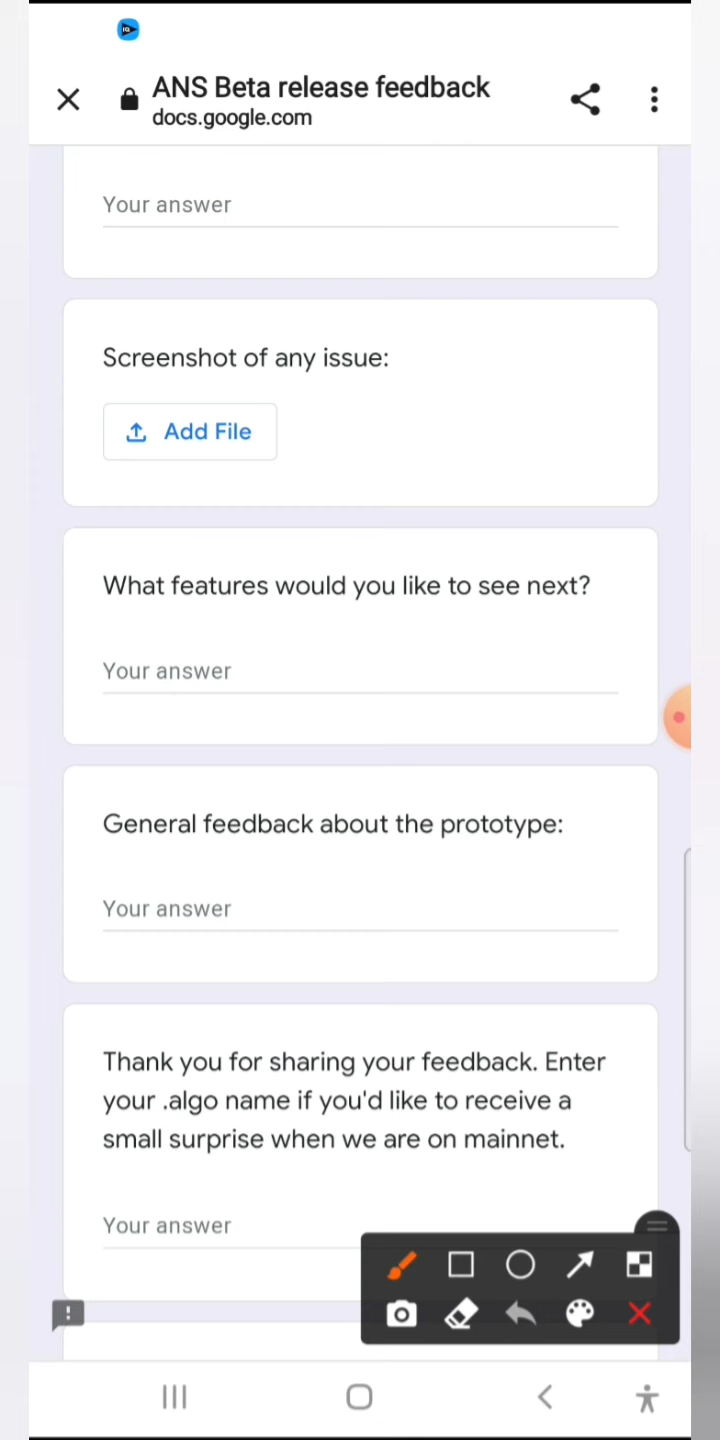 ANS Beta release feedback
docs.google.com
Your answer
Screenshot of any issue:
Add File
What features would you like to see next?
Your answer
General feedback about the prototype:
Your answer
Thank you for sharing your feedback. Enter
your .algo name if you'd like to receive a
small surprise when we are on mainnet.
Your answer